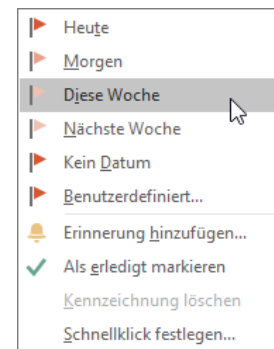 Heute
Morgen
Diese Woche
Nächste Woche
Kein Datum
Benutzerdefiniert...
Erinnerung hinzufügen...
Als erledigt markieren
Kennzeichnung löschen
Schnellklick festlegen...